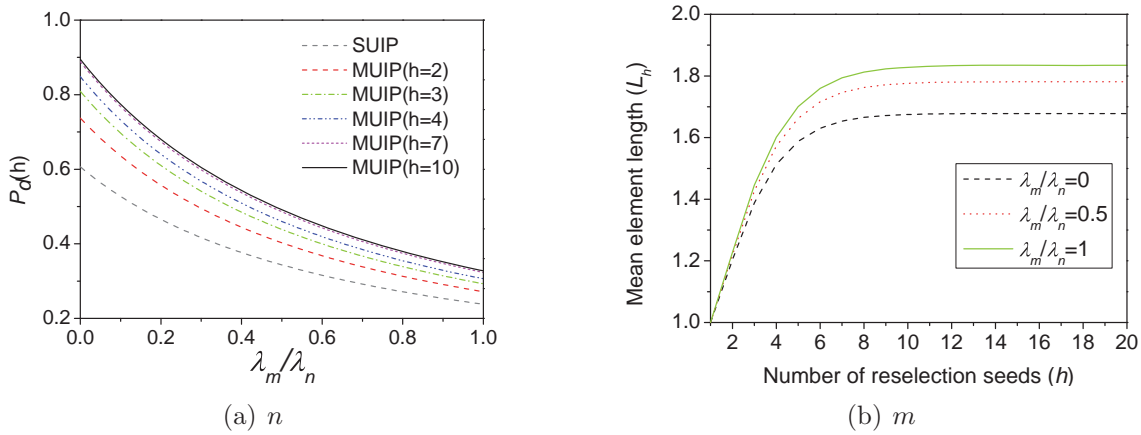 1.0
0.8
0.6
0.4
0.2
P_d(h)
0.0 0.2 0.4 0.6 0.8 1.0
λ_m/λ_n
SUIP
MUIP(h=2)
MUIP(h=3)
MUIP(h=4)
MUIP(h=7)
MUIP(h=10)
(a) n
2.0
1.8
1.6
1.4
1.2
1.0
Mean element length (L_h)
2 4 6 8 10 12 14 16 18 20
Number of reselection seeds (h)
λ_m/λ_n=0
λ_m/λ_n=0.5
λ_m/λ_n=1
(b) m